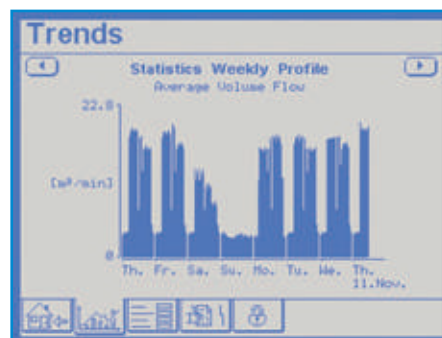 Trends
Statistics Weekly Profile
Average Volume Flow
22.8
[m³/min]
0
Th. Fr. Sa. Su. Mo. Tu. We. Th.
11.Nov.